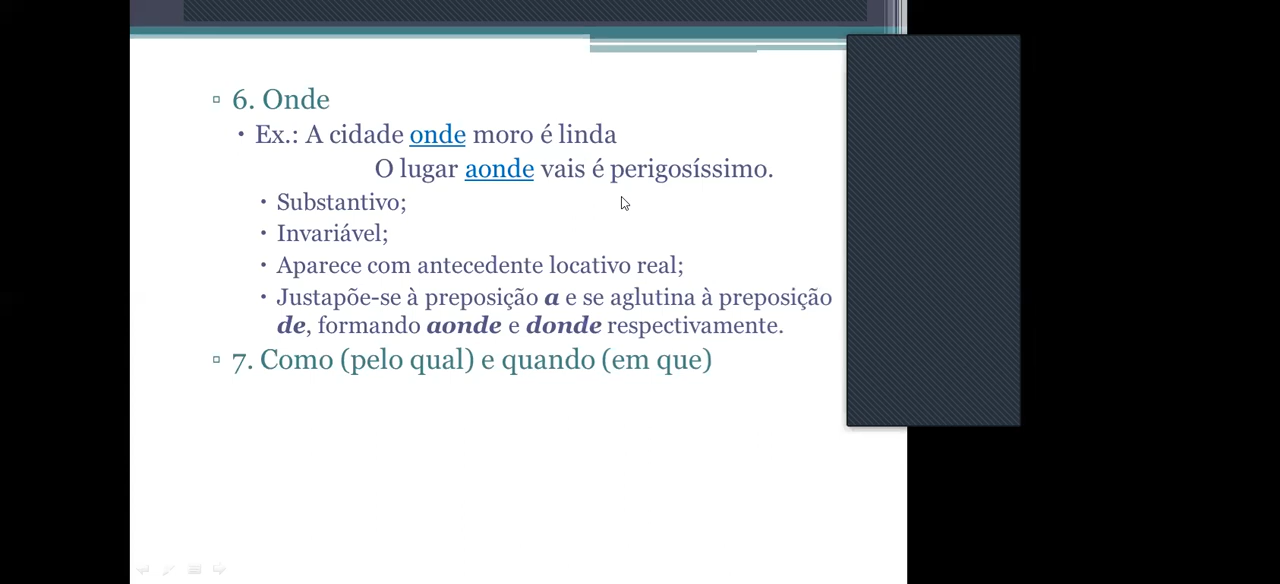 6. Onde
Ex.: A cidade onde moro é linda
O lugar aonde vais é perigosíssimo.
Substantivo;
Invariável;
Aparece com antecedente locativo real;
Justapõe-se à preposição a e se aglutina à preposição
de, formando aonde e donde respectivamente.
7. Como (pelo qual) e quando (em que)